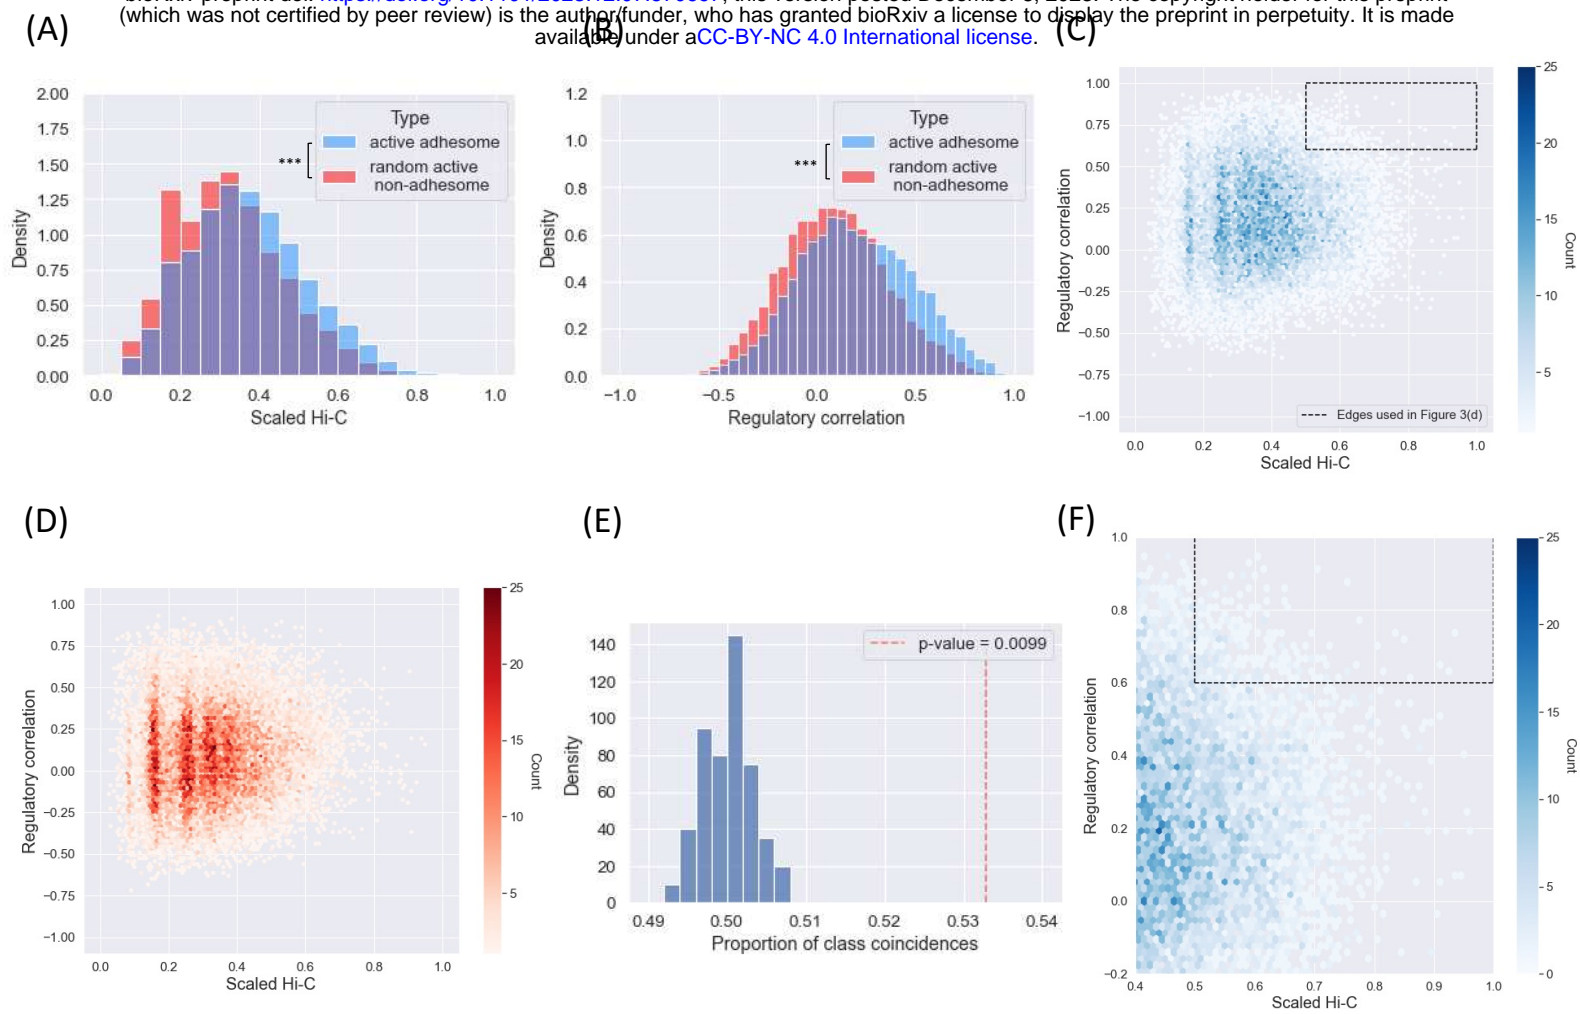 (which was not certified by peer review) is the author/funder, who has granted bioRxiv a license to display the preprint in perpetuity. It is made
available under aCC-BY-NC 4.0 International license.
(A)
2.00
1.75
1.50
1.25
1.00
0.75
0.50
0.25
0.00
Density
0.0 0.2 0.4 0.6 0.8 1.0
Scaled Hi-C
Type
active adhesome
random active
non-adhesome
***
(B)
1.2
1.0
0.8
0.6
0.4
0.2
0.0
Density
−1.0 −0.5 0.0 0.5 1.0
Regulatory correlation
Type
active adhesome
random active
non-adhesome
***
(C)
1.00
0.75
0.50
0.25
0.00
−0.25
−0.50
−0.75
−1.00
Regulatory correlation
0.0 0.2 0.4 0.6 0.8 1.0
Scaled Hi-C
Edges used in Figure 3(d)
25
20
15
10
5
Count
(D)
1.00
0.75
0.50
0.25
0.00
−0.25
−0.50
−0.75
−1.00
Regulatory correlation
0.0 0.2 0.4 0.6 0.8 1.0
Scaled Hi-C
25
20
15
10
5
Count
(E)
140
120
100
80
60
40
20
0
Density
0.49 0.50 0.51 0.52 0.53 0.54
Proportion of class coincidences
p-value = 0.0099
(F)
1.0
0.8
0.6
0.4
0.2
0.0
−0.2
Regulatory correlation
0.4 0.5 0.6 0.7 0.8 0.9 1.0
Scaled Hi-C
25
20
15
10
5
0
Count